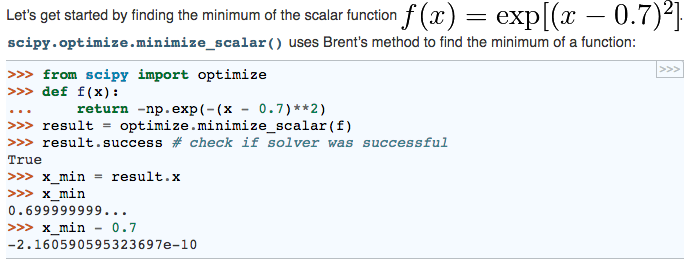 Let's get started by finding the minimum of the scalar function f(x) = exp[(x − 0.7)²].
scipy.optimize.minimize_scalar() uses Brent's method to find the minimum of a function:
>>>
>>> from scipy import optimize
>>> def f(x):
...     return -np.exp(-(x - 0.7)**2)
>>> result = optimize.minimize_scalar(f)
>>> result.success # check if solver was successful
True
>>> x_min = result.x
>>> x_min
0.699999999...
>>> x_min - 0.7
-2.160590595323697e-10